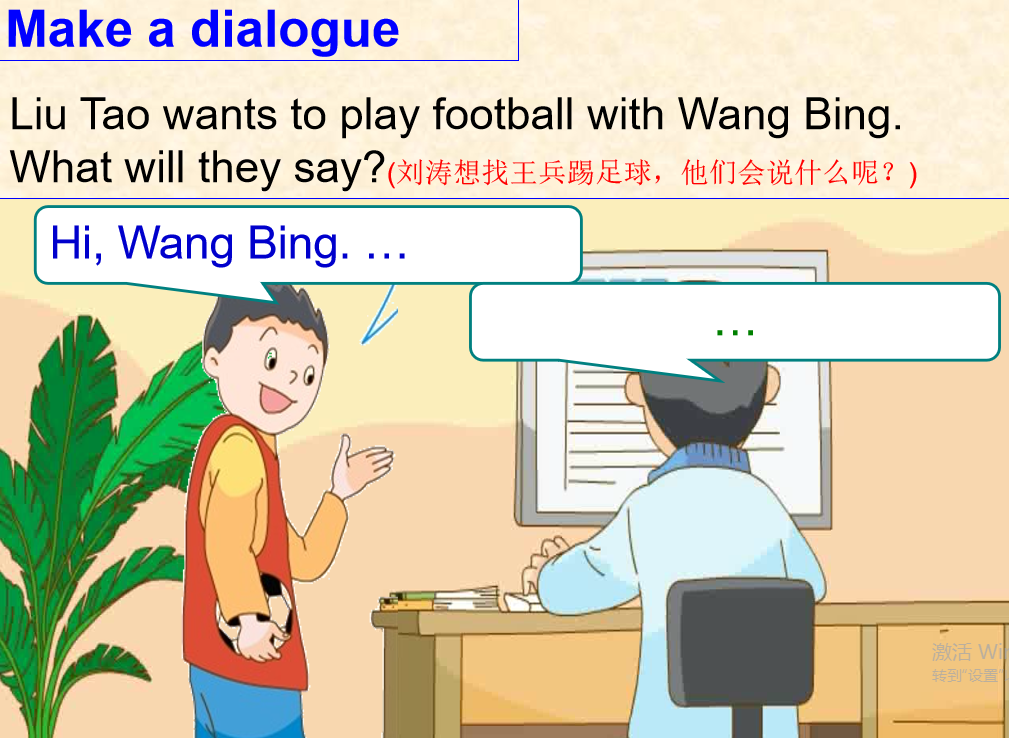 Make a dialogue
Liu Tao wants to play football with Wang Bing.
What will they say?(刘涛想找王兵踢足球，他们会说什么呢？)
Hi, Wang Bing. …
…
激活 Wi
转到"设置"